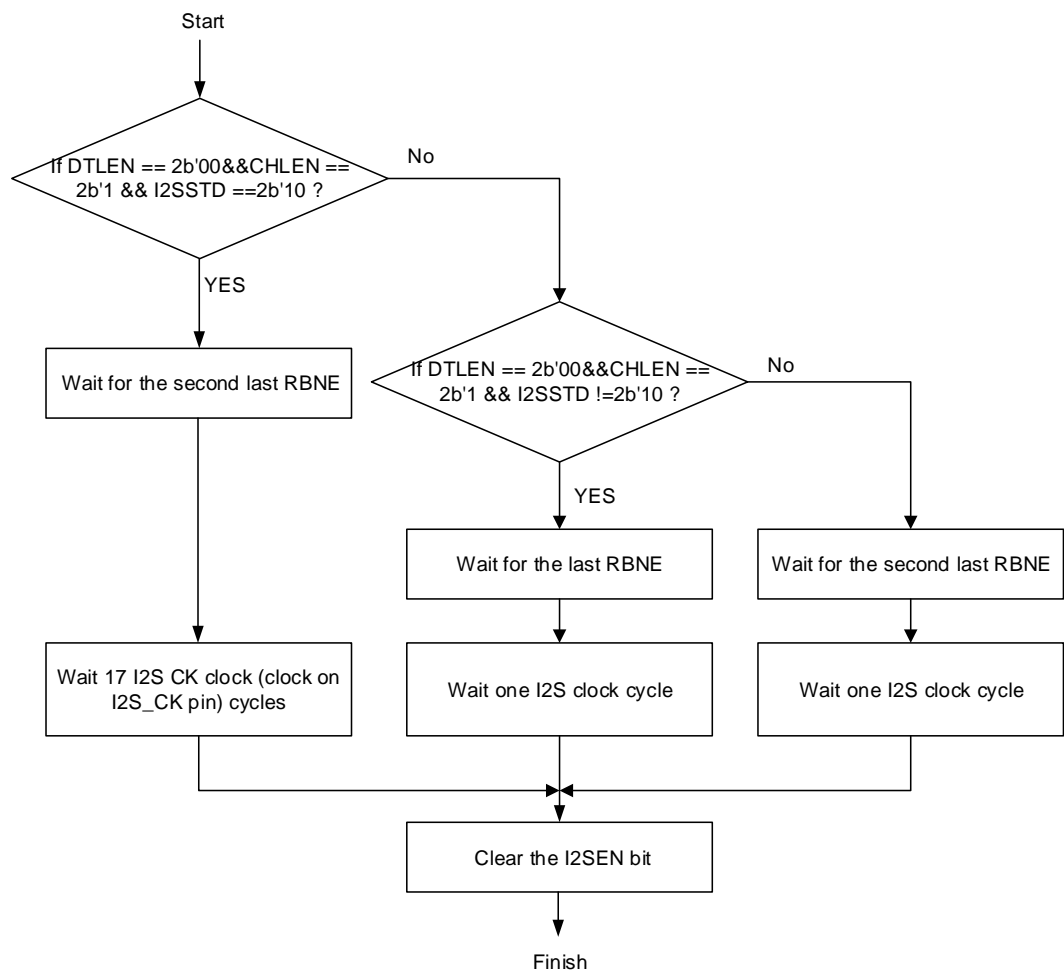 Start
If DTLEN == 2b'00&&CHLEN ==
2b'1 && I2SSTD ==2b'10 ?
No
YES
Wait for the second last RBNE
If DTLEN == 2b'00&&CHLEN ==
2b'1 && I2SSTD !=2b'10 ?
No
YES
Wait for the last RBNE
Wait for the second last RBNE
Wait 17 I2S CK clock (clock on
I2S_CK pin) cycles
Wait one I2S clock cycle
Wait one I2S clock cycle
Clear the I2SEN bit
Finish